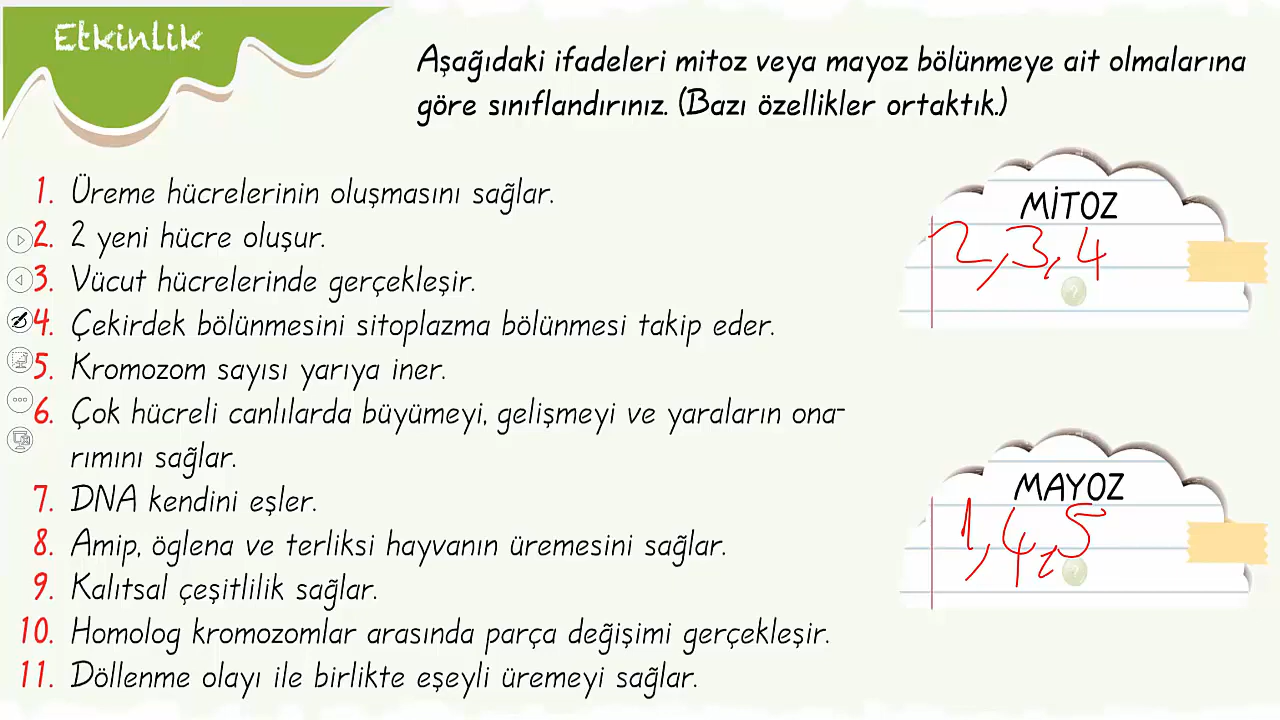 Etkinlik
Aşağıdaki ifadeleri mitoz veya mayoz bölünmeye ait olmalarına
göre sınıflandırınız. (Bazı özellikler ortaktık.)
1. Üreme hücrelerinin oluşmasını sağlar.
2. 2 yeni hücre oluşur.
3. Vücut hücrelerinde gerçekleşir.
4. Çekirdek bölünmesini sitoplazma bölünmesi takip eder.
5. Kromozom sayısı yarıya iner.
6. Çok hücreli canlılarda büyümeyi, gelişmeyi ve yaraların ona-
rımını sağlar.
7. DNA kendini eşler.
8. Amip, öglena ve terliksi hayvanın üremesini sağlar.
9. Kalıtsal çeşitlilik sağlar.
10. Homolog kromozomlar arasında parça değişimi gerçekleşir.
11. Döllenme olayı ile birlikte eşeyli üremeyi sağlar.
MİTOZ
2, 3, 4
?
MAYOZ
1, 4, 5
?